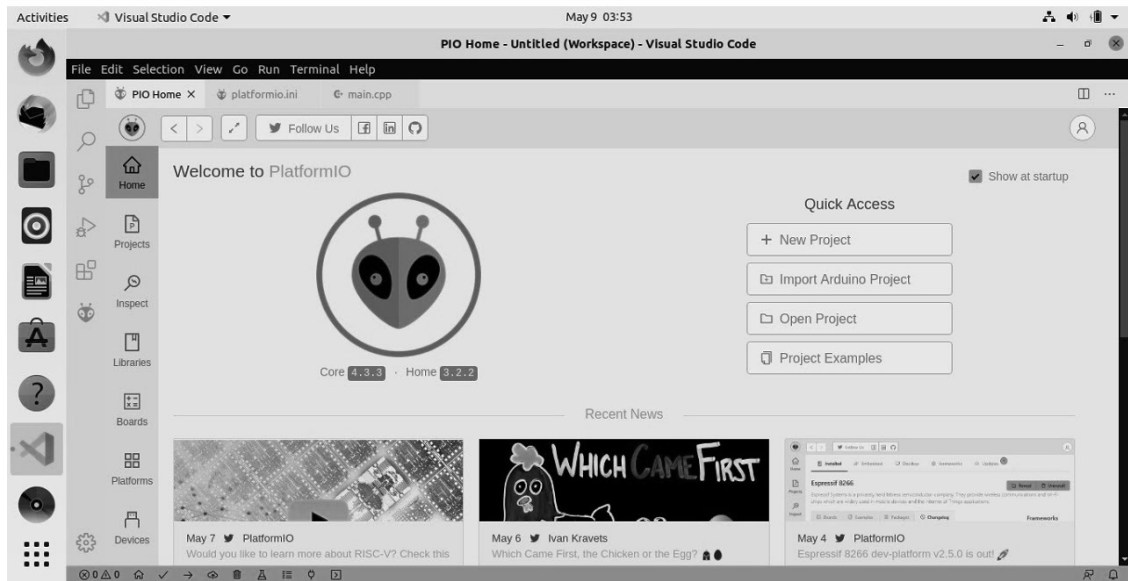 Activities Visual Studio Code May 9 03:53
PIO Home - Untitled (Workspace) - Visual Studio Code
File Edit Selection View Go Run Terminal Help
PIO Home platformio.ini main.cpp
Follow Us
Home
Welcome to PlatformIO
Show at startup
Quick Access
Projects
New Project
Inspect
Import Arduino Project
Open Project
Libraries
Project Examples
Core 4.3.3 · Home 3.2.2
Boards
Recent News
Platforms
WHICH CAME FIRST
Espressif 8266
Devices
May 7 PlatformIO
Would you like to learn more about RISC-V? Check this
May 6 Ivan Kravets
Which Came First, the Chicken or the Egg?
May 4 PlatformIO
Espressif 8266 dev-platform v2.5.0 is out!
0 0